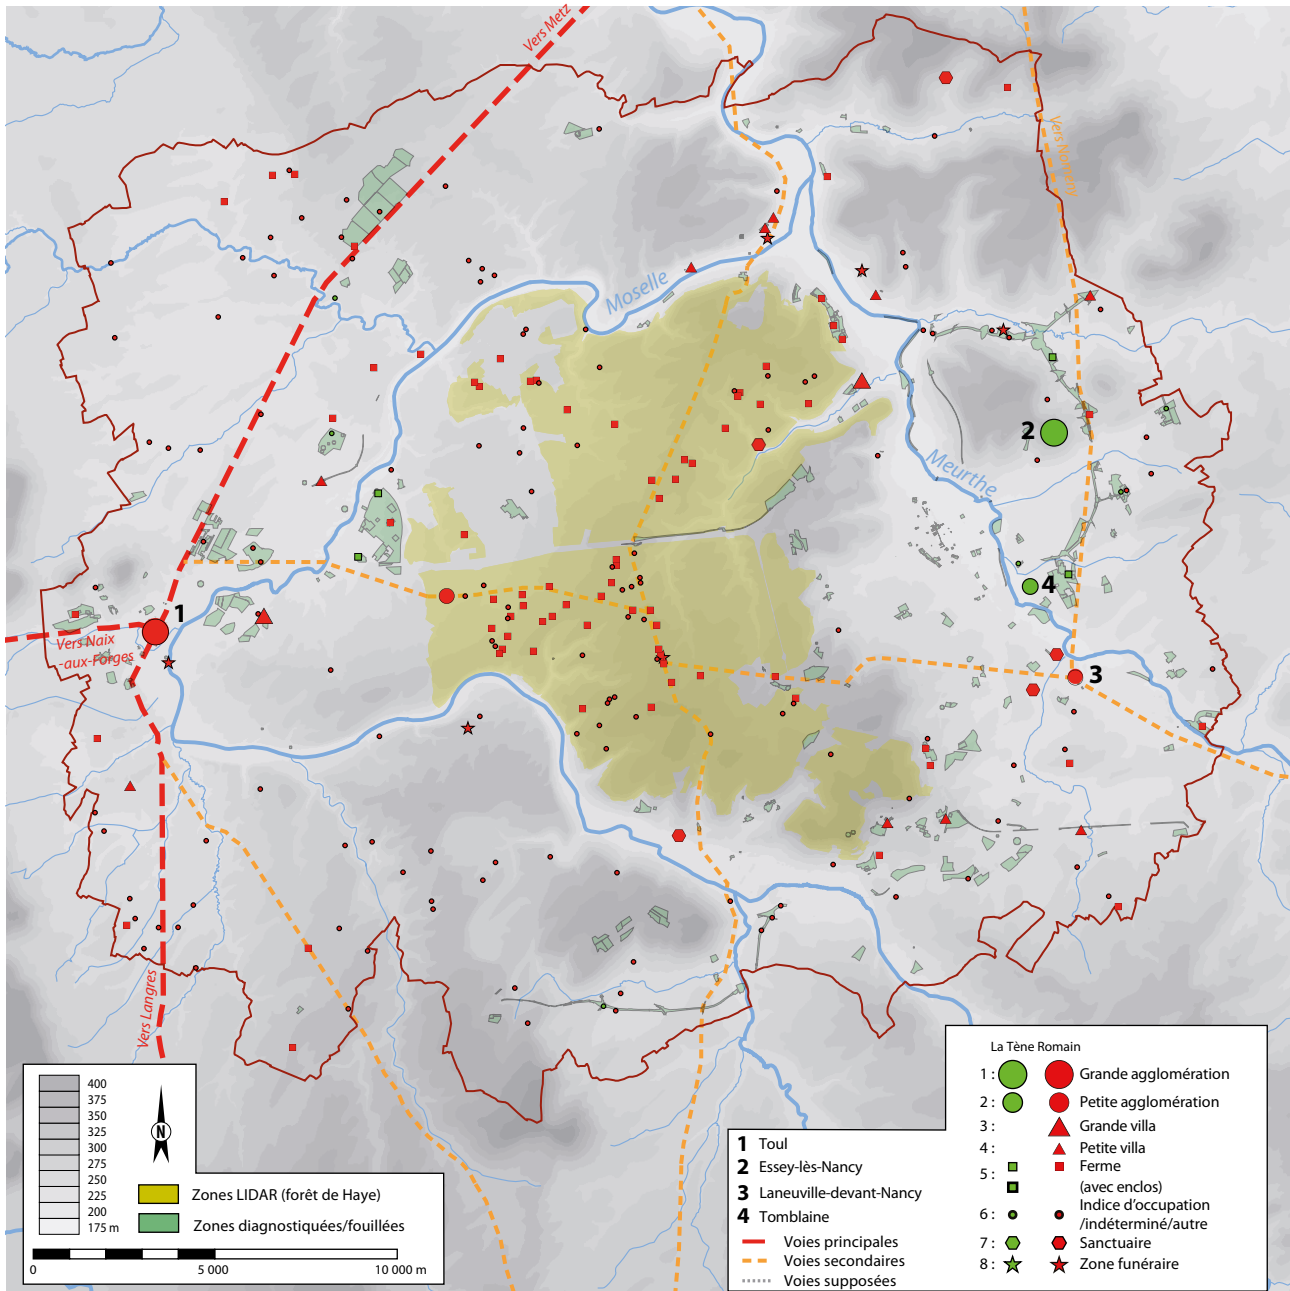 Vers Metz
Vers Nomeny
Moselle
2
Meurthe
4
1
Vers Naix
-aux-Forges
3
Vers Langres
400
375
350
325
300
275
250
225
200
175 m
N
Zones LIDAR (forêt de Haye)
Zones diagnostiquées/fouillées
0 5 000 10 000 m
1 Toul
2 Essey-lès-Nancy
3 Laneuville-devant-Nancy
4 Tomblaine
Voies principales
Voies secondaires
Voies supposées
La Tène Romain
1 : Grande agglomération
2 : Petite agglomération
3 : Grande villa
4 : Petite villa
5 : Ferme
(avec enclos)
6 : Indice d'occupation
/indéterminé/autre
7 : Sanctuaire
8 : Zone funéraire